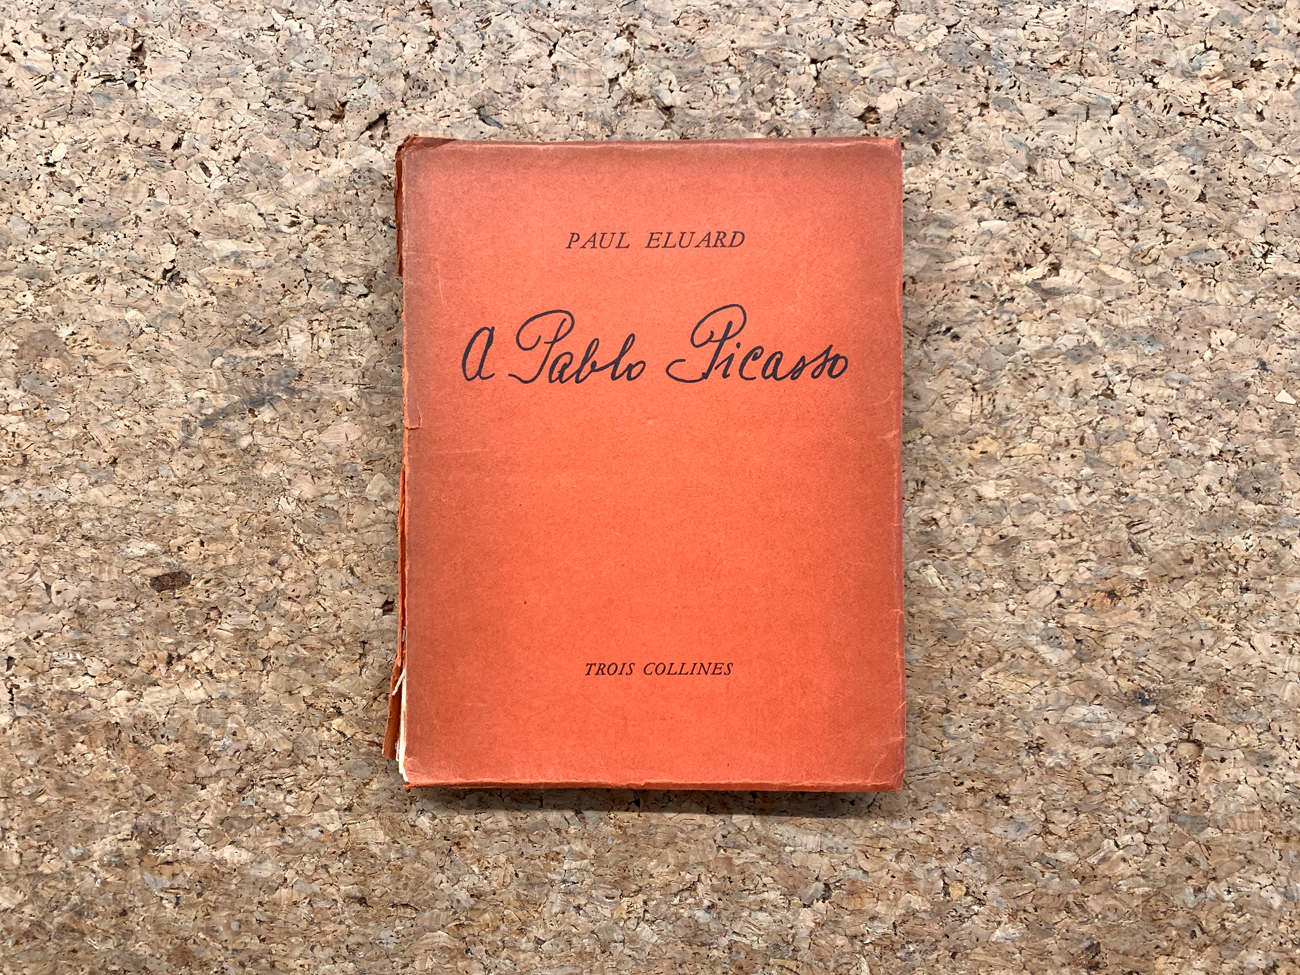 PAUL ELUARD
A Pablo Picasso
TROIS COLLINES